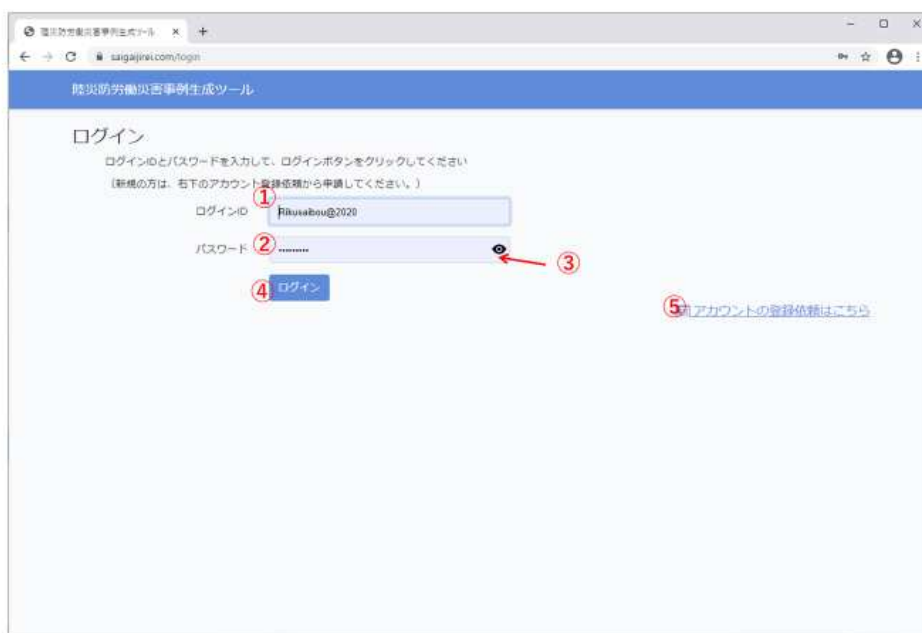 陸災防労働災害事例生成ツール × +
saigaijirei.com/login
陸災防労働災害事例生成ツール
ログイン
ログインIDとパスワードを入力して、ログインボタンをクリックしてください
（新規の方は、右下のアカウント登録依頼から申請してください。）
① ログインID Rikusaibou@2020
② パスワード ・・・・・・・・・ ③
④ ログイン
⑤ アカウントの登録依頼はこちら